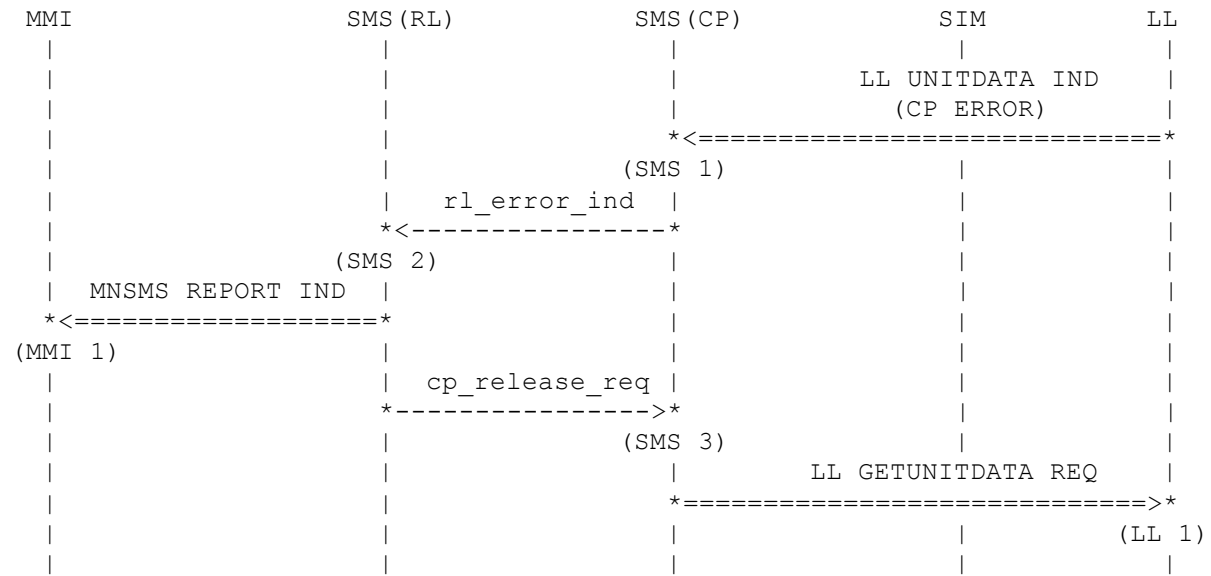 MMI SMS(RL) SMS(CP) SIM LL
LL UNITDATA IND
(CP ERROR)
(SMS 1)
rl_error_ind
(SMS 2)
MNSMS REPORT IND
(MMI 1)
cp_release_req
(SMS 3)
LL GETUNITDATA REQ
(LL 1)